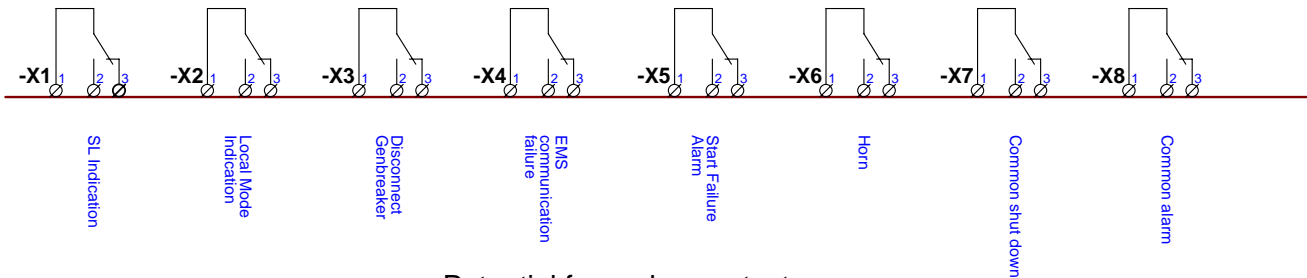 -X1 1 2 3
-X2 1 2 3
-X3 1 2 3
-X4 1 2 3
-X5 1 2 3
-X6 1 2 3
-X7 1 2 3
-X8 1 2 3
SL Indication
Local Mode
Indication
Disconnect
Genbreaker
EMS
communication
failure
Start Failure
Alarm
Horn
Common shut down
Common alarm